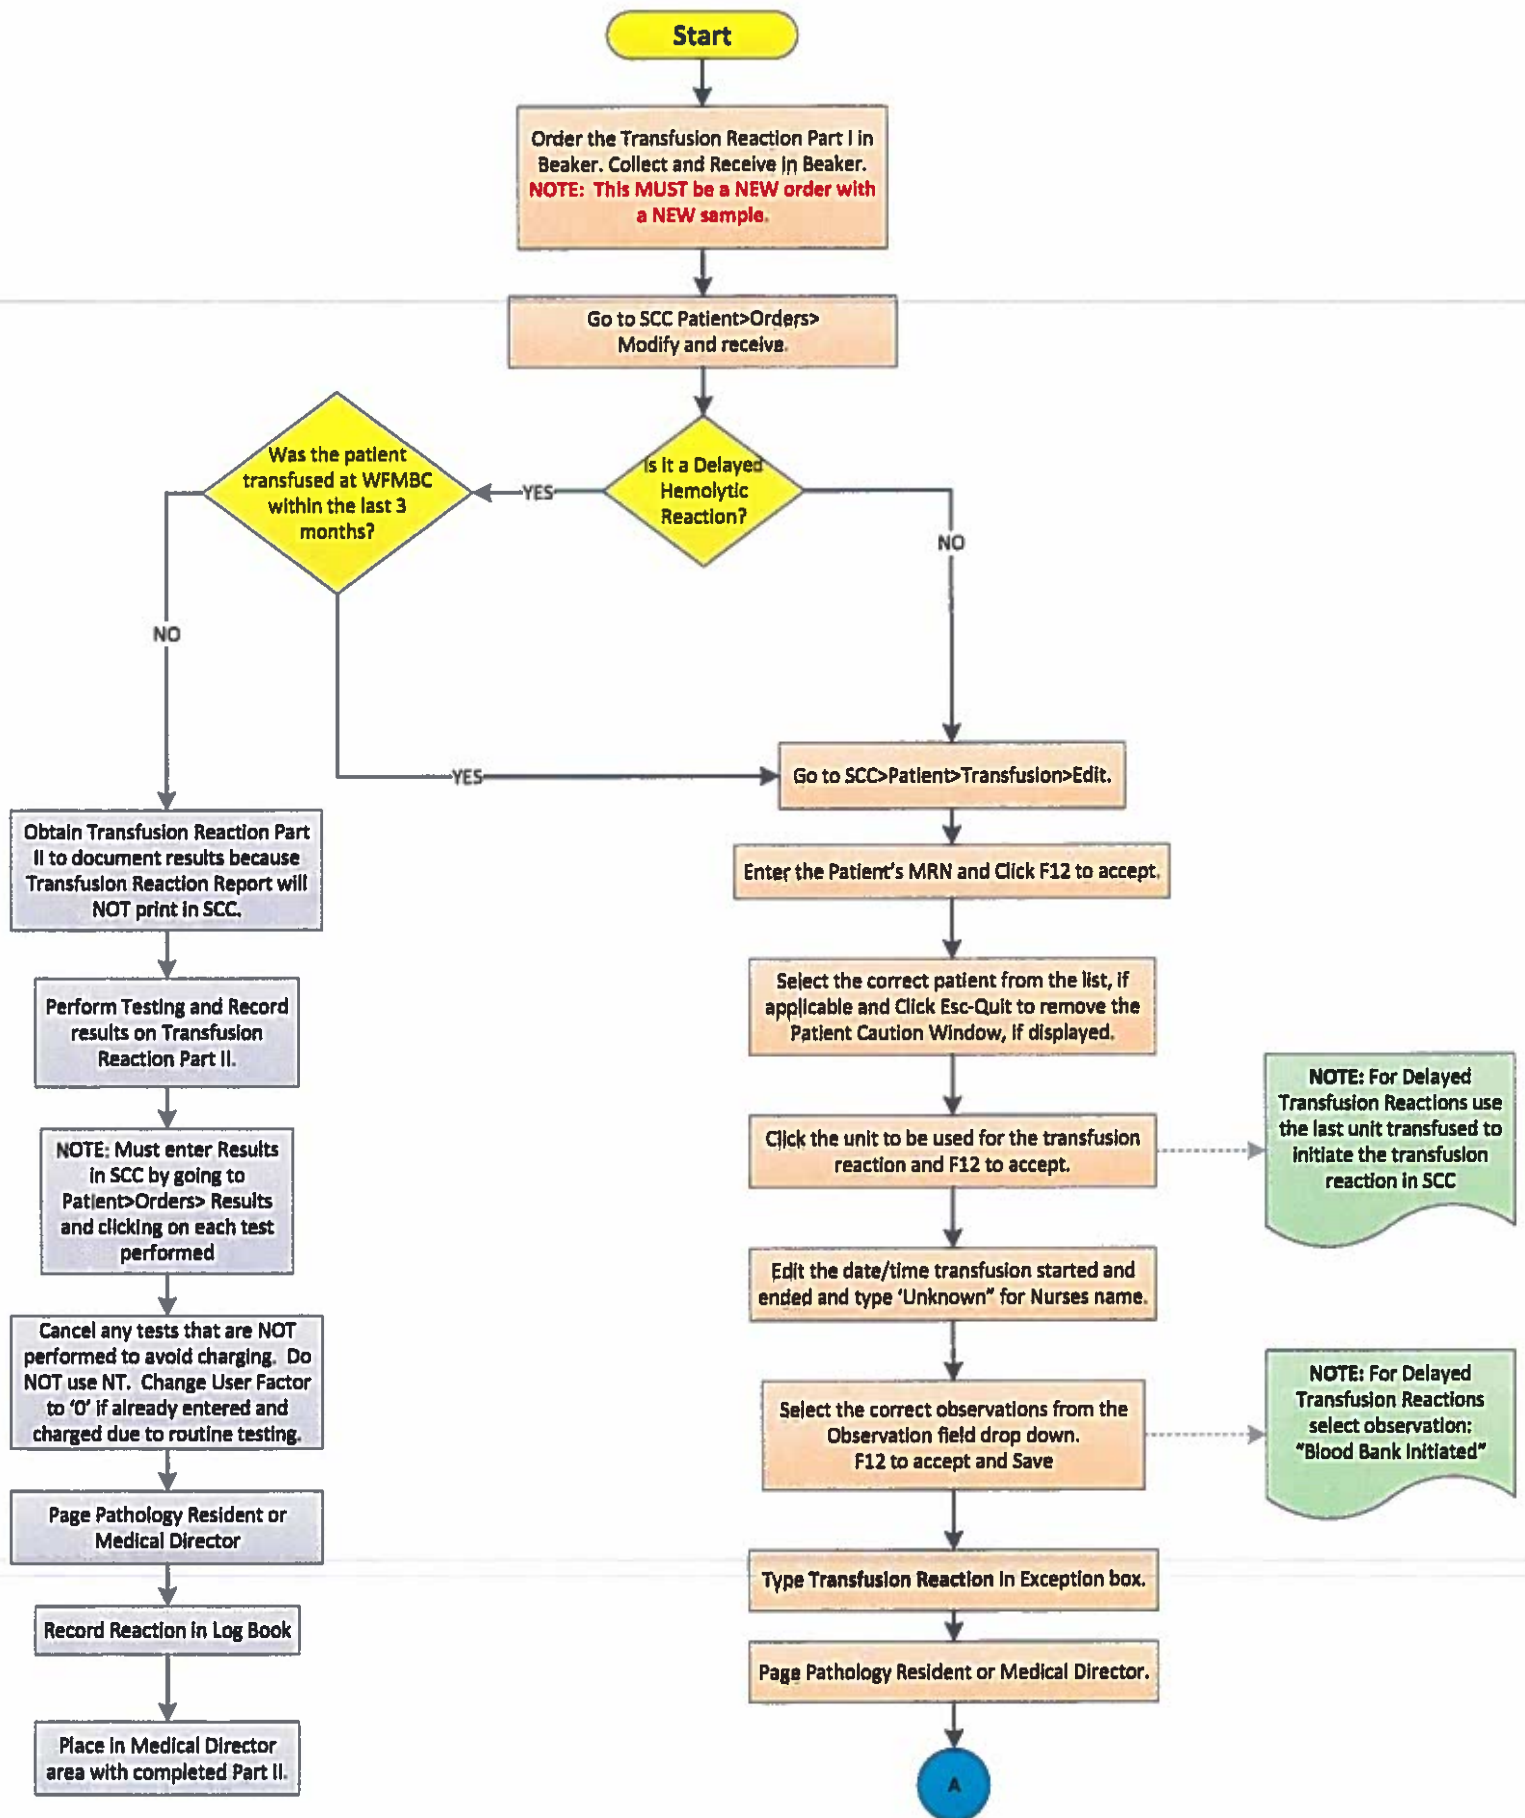 Start
Order the Transfusion Reaction Part I in
Beaker. Collect and Receive in Beaker.
NOTE: This MUST be a NEW order with
a NEW sample.
Go to SCC Patient>Orders>
Modify and receive.
Is it a Delayed
Hemolytic
Reaction?
YES
NO
Was the patient
transfused at WFMBC
within the last 3
months?
NO
YES
Obtain Transfusion Reaction Part
II to document results because
Transfusion Reaction Report will
NOT print in SCC.
Perform Testing and Record
results on Transfusion
Reaction Part II.
NOTE: Must enter Results
in SCC by going to
Patient>Orders> Results
and clicking on each test
performed
Cancel any tests that are NOT
performed to avoid charging. Do
NOT use NT. Change User Factor
to '0' if already entered and
charged due to routine testing.
Page Pathology Resident or
Medical Director
Record Reaction in Log Book
Place in Medical Director
area with completed Part II.
Go to SCC>Patient>Transfusion>Edit.
Enter the Patient's MRN and Click F12 to accept.
Select the correct patient from the list, if
applicable and Click Esc-Quit to remove the
Patient Caution Window, if displayed.
Click the unit to be used for the transfusion
reaction and F12 to accept.
NOTE: For Delayed
Transfusion Reactions use
the last unit transfused to
initiate the transfusion
reaction in SCC
Edit the date/time transfusion started and
ended and type 'Unknown" for Nurses name.
Select the correct observations from the
Observation field drop down.
F12 to accept and Save
NOTE: For Delayed
Transfusion Reactions
select observation:
"Blood Bank Initiated"
Type Transfusion Reaction in Exception box.
Page Pathology Resident or Medical Director.
A